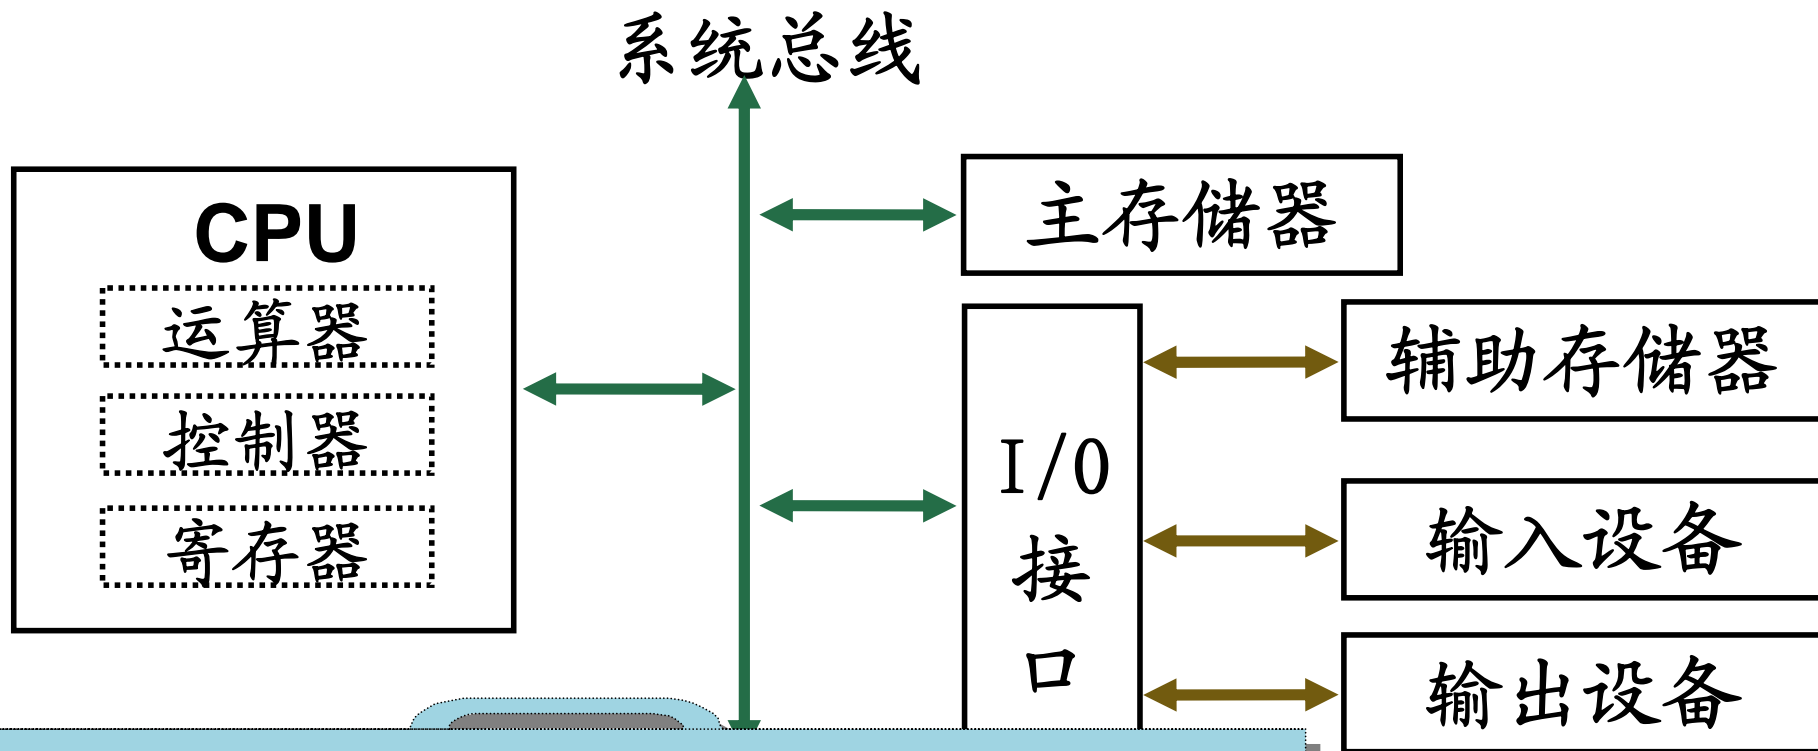 系统总线
CPU
运算器
控制器
寄存器
主存储器
I/O
接
口
辅助存储器
输入设备
输出设备